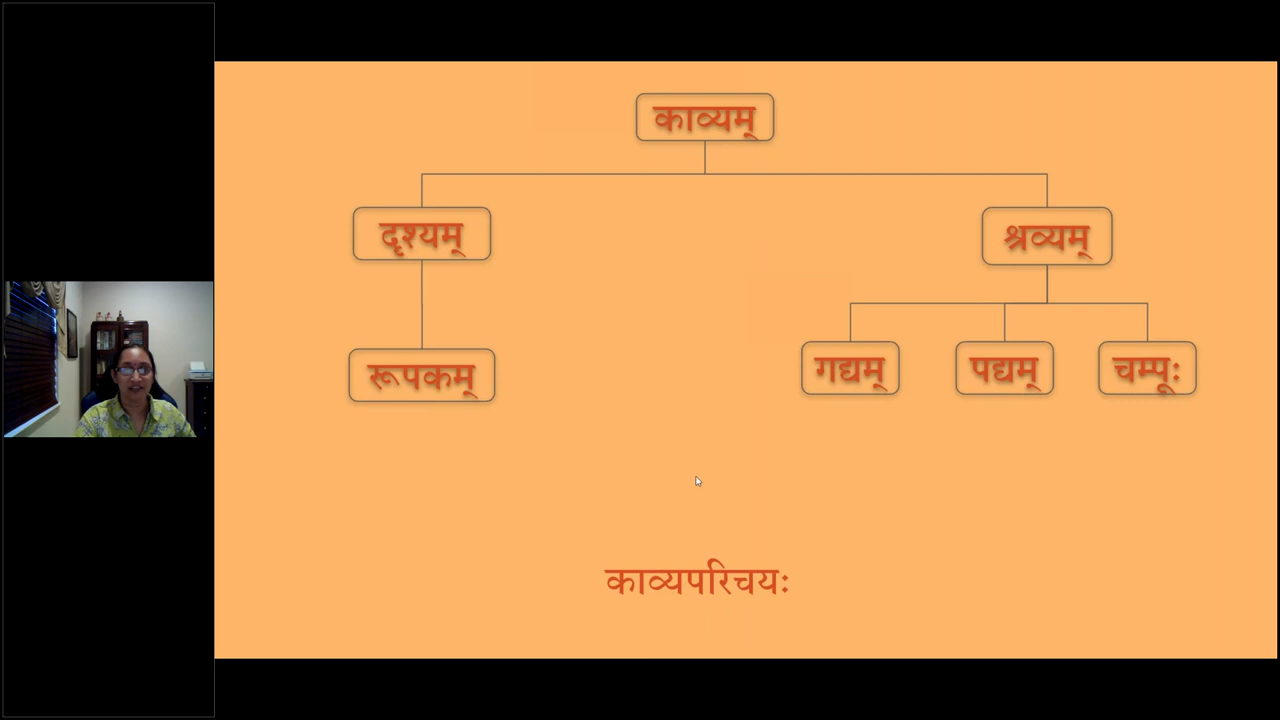 काव्यम्
दृश्यम्
श्रव्यम्
रूपकम्
गद्यम्
पद्यम्
चम्पूः
काव्यपरिचयः